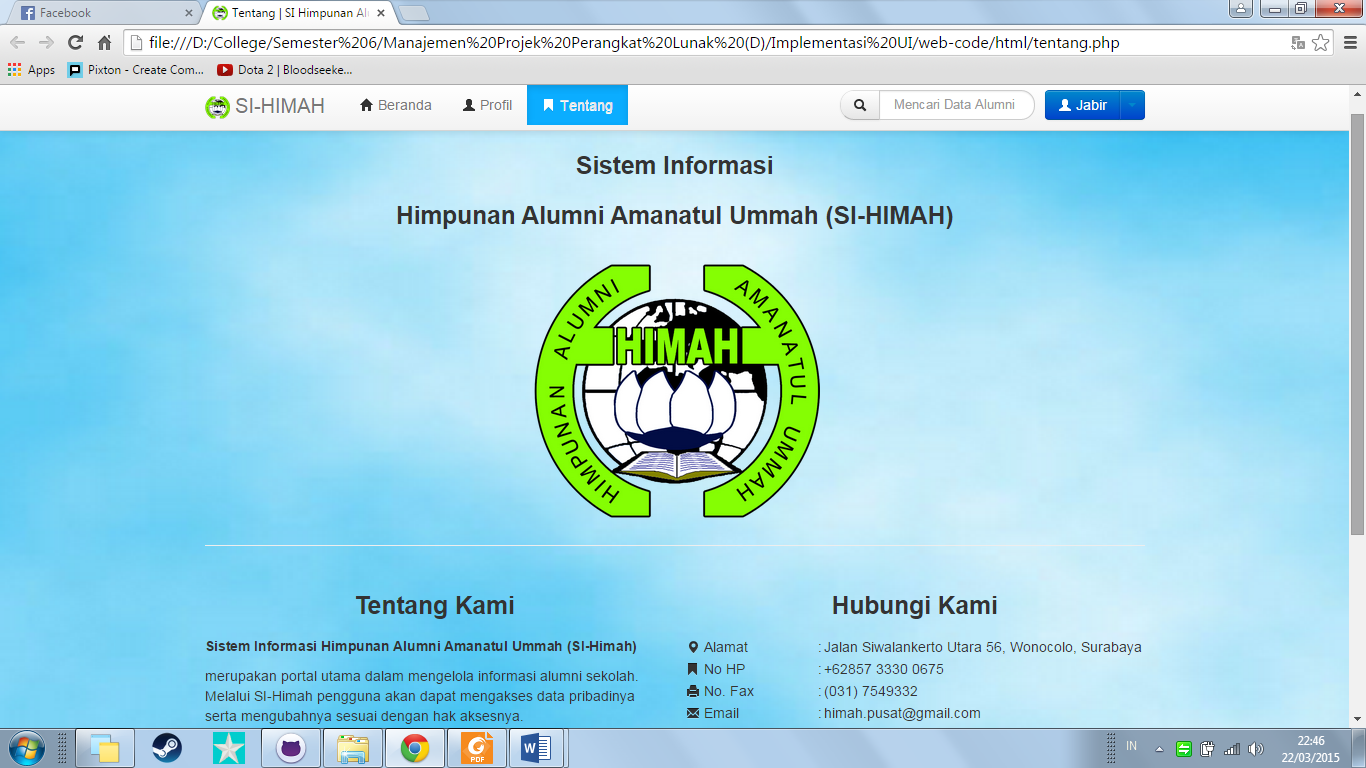 Facebook
Tentang | SI Himpunan Al
file:///D:/College/Semester%206/Manajemen%20Projek%20Perangkat%20Lunak%20(D)/Implementasi%20UI/web-code/html/tentang.php
Apps
Pixton - Create Com...
Dota 2 | Bloodseeke...
SI-HIMAH
Beranda
Profil
Tentang
Mencari Data Alumni
Jabir
Sistem Informasi
Himpunan Alumni Amanatul Ummah (SI-HIMAH)
HIMPUNAN ALUMNI
AMANATUL UMMAH
HIMAH
Tentang Kami
Sistem Informasi Himpunan Alumni Amanatul Ummah (SI-Himah)
merupakan portal utama dalam mengelola informasi alumni sekolah.
Melalui SI-Himah pengguna akan dapat mengakses data pribadinya
serta mengubahnya sesuai dengan hak aksesnya.
Hubungi Kami
Alamat : Jalan Siwalankerto Utara 56, Wonocolo, Surabaya
No HP : +62857 3330 0675
No. Fax : (031) 7549332
Email : himah.pusat@gmail.com
PDF
IN
22:46
22/03/2015